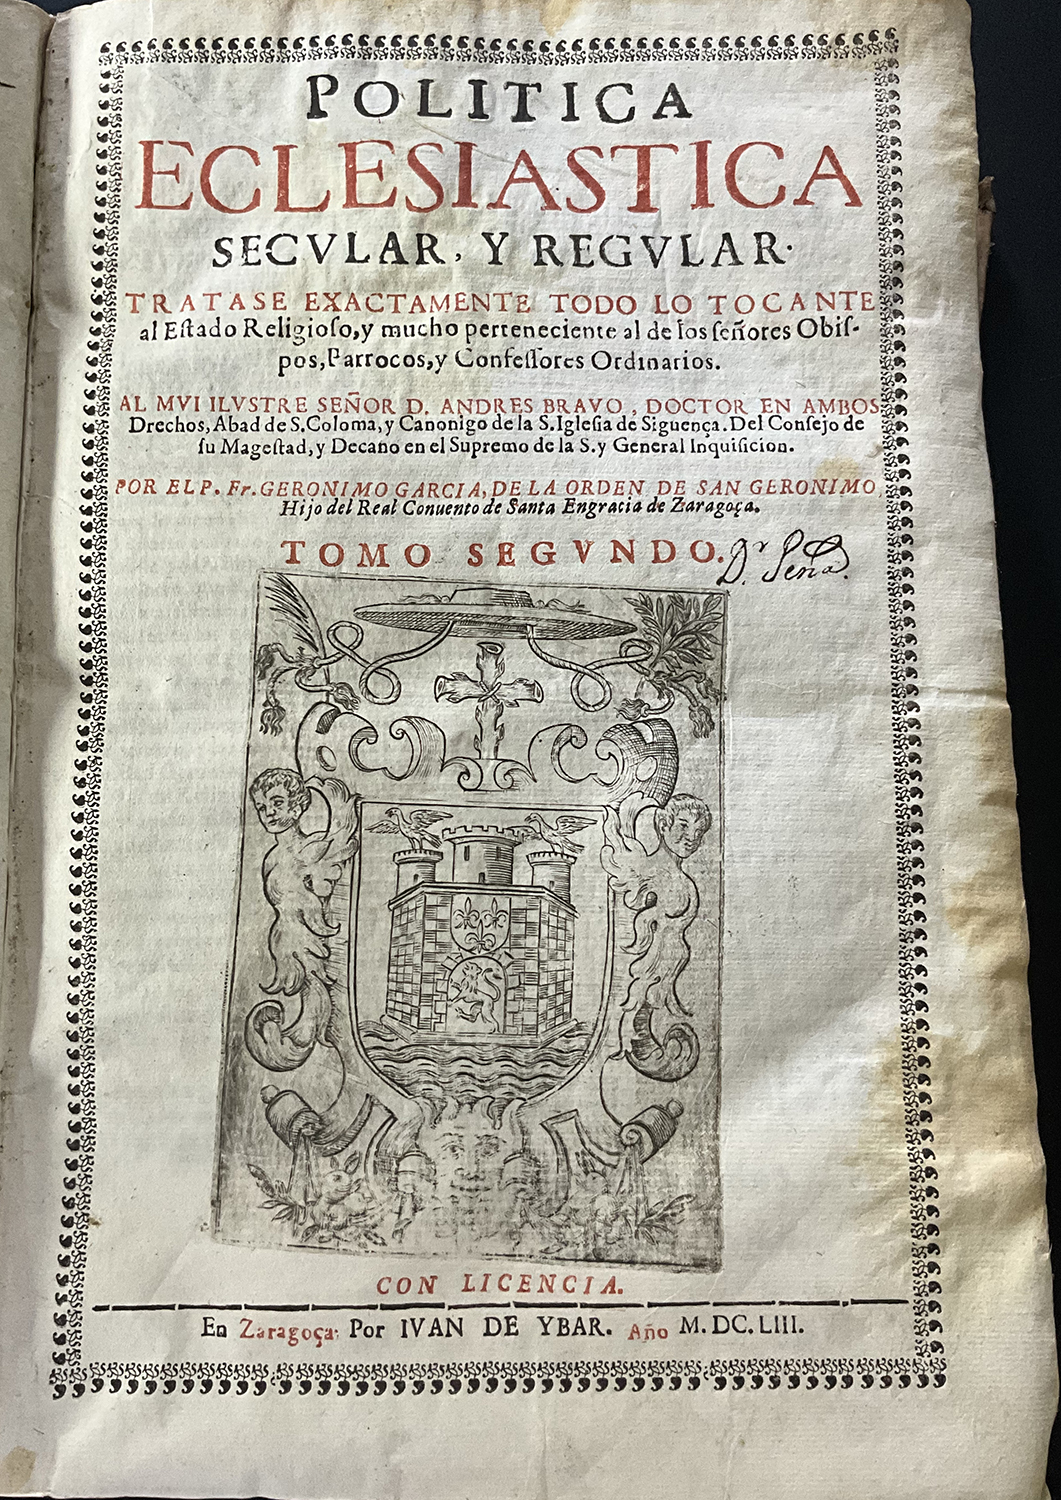 POLITICA
ECLESIASTICA
SECVLAR, Y REGVLAR.
TRATASE EXACTAMENTE TODO LO TOCANTE
al Eſtado Religioſo, y mucho perteneciente al de los ſeñores Obiſ-
pos, Parrocos, y Confeſſores Ordinarios.
AL MVI ILVSTRE SEÑOR D. ANDRES BRAVO, DOCTOR EN AMBOS
Drechos, Abad de S. Coloma, y Canonigo de la S. Igleſia de Siguença. Del Conſejo de
ſu Mageſtad, y Decano en el Supremo de la S. y General Inquiſicion.
POR EL P. Fr. GERONIMO GARCIA, DE LA ORDEN DE SAN GERONIMO,
Hijo del Real Conuento de Santa Engracia de Zaragoça.
TOMO SEGVNDO.
D.r Peña.
CON LICENCIA.
En Zaragoça: Por IVAN DE YBAR. Año M. DC. LIII.